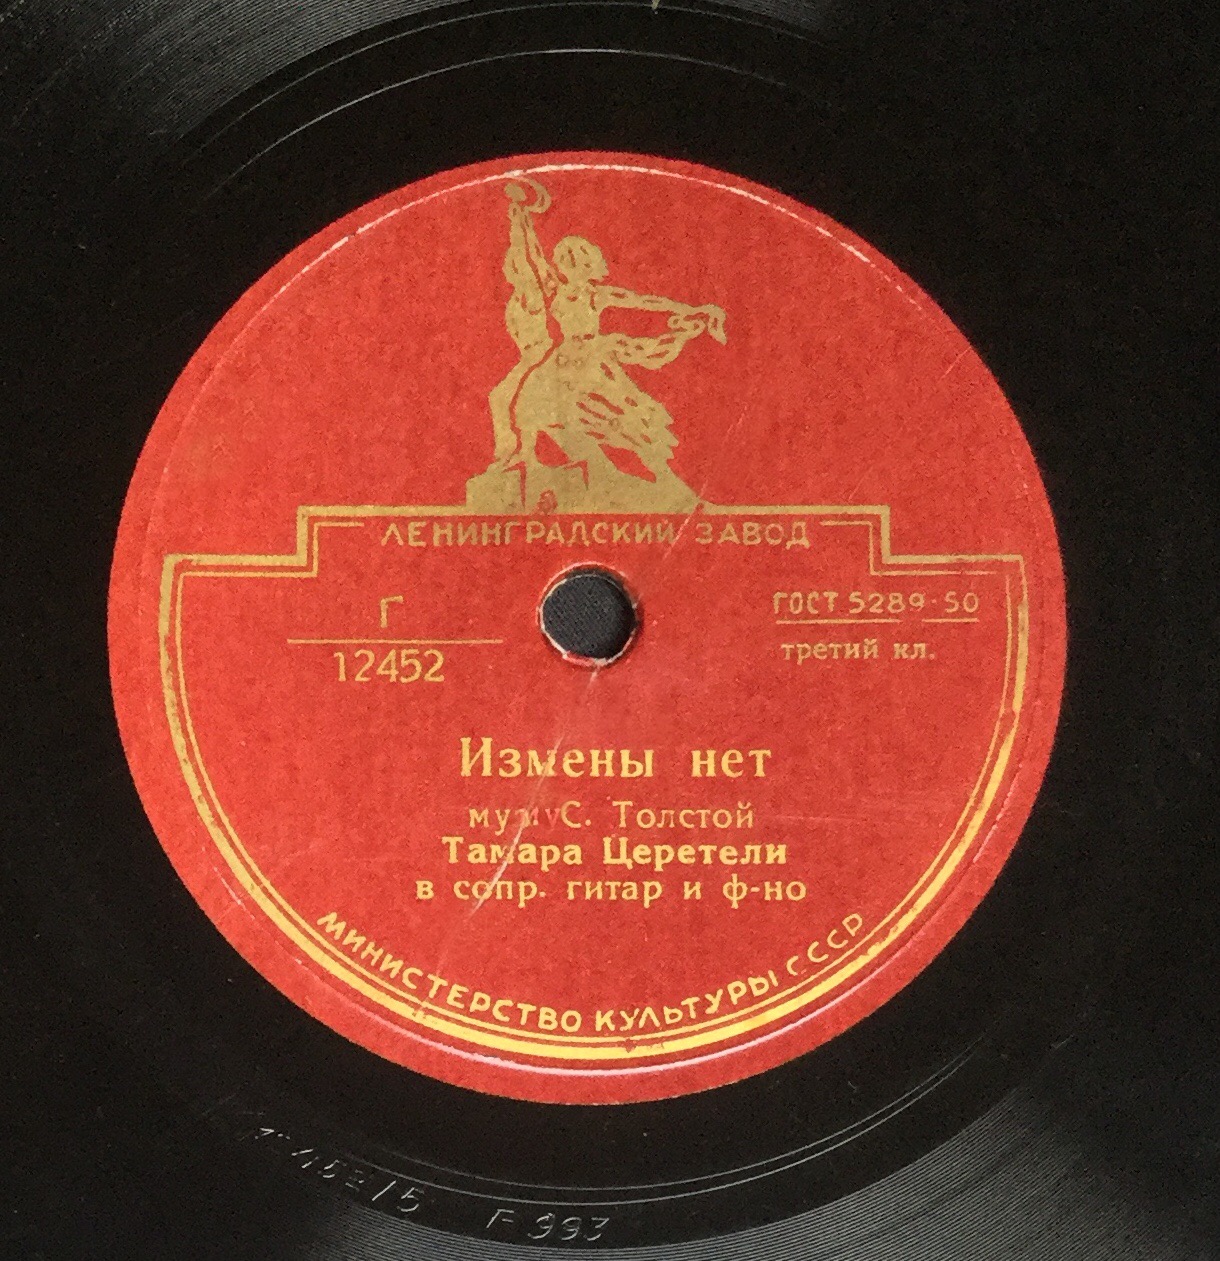 ЛЕНИНГРАДСКИЙ ЗАВОД
Г
12452
ГОСТ 5289-50
третий кл.
Измены нет
С. Толстой
Тамара Церетели
в сопр. гитар и ф-но
МИНИСТЕРСТВО КУЛЬТУРЫ СССР
Г 993